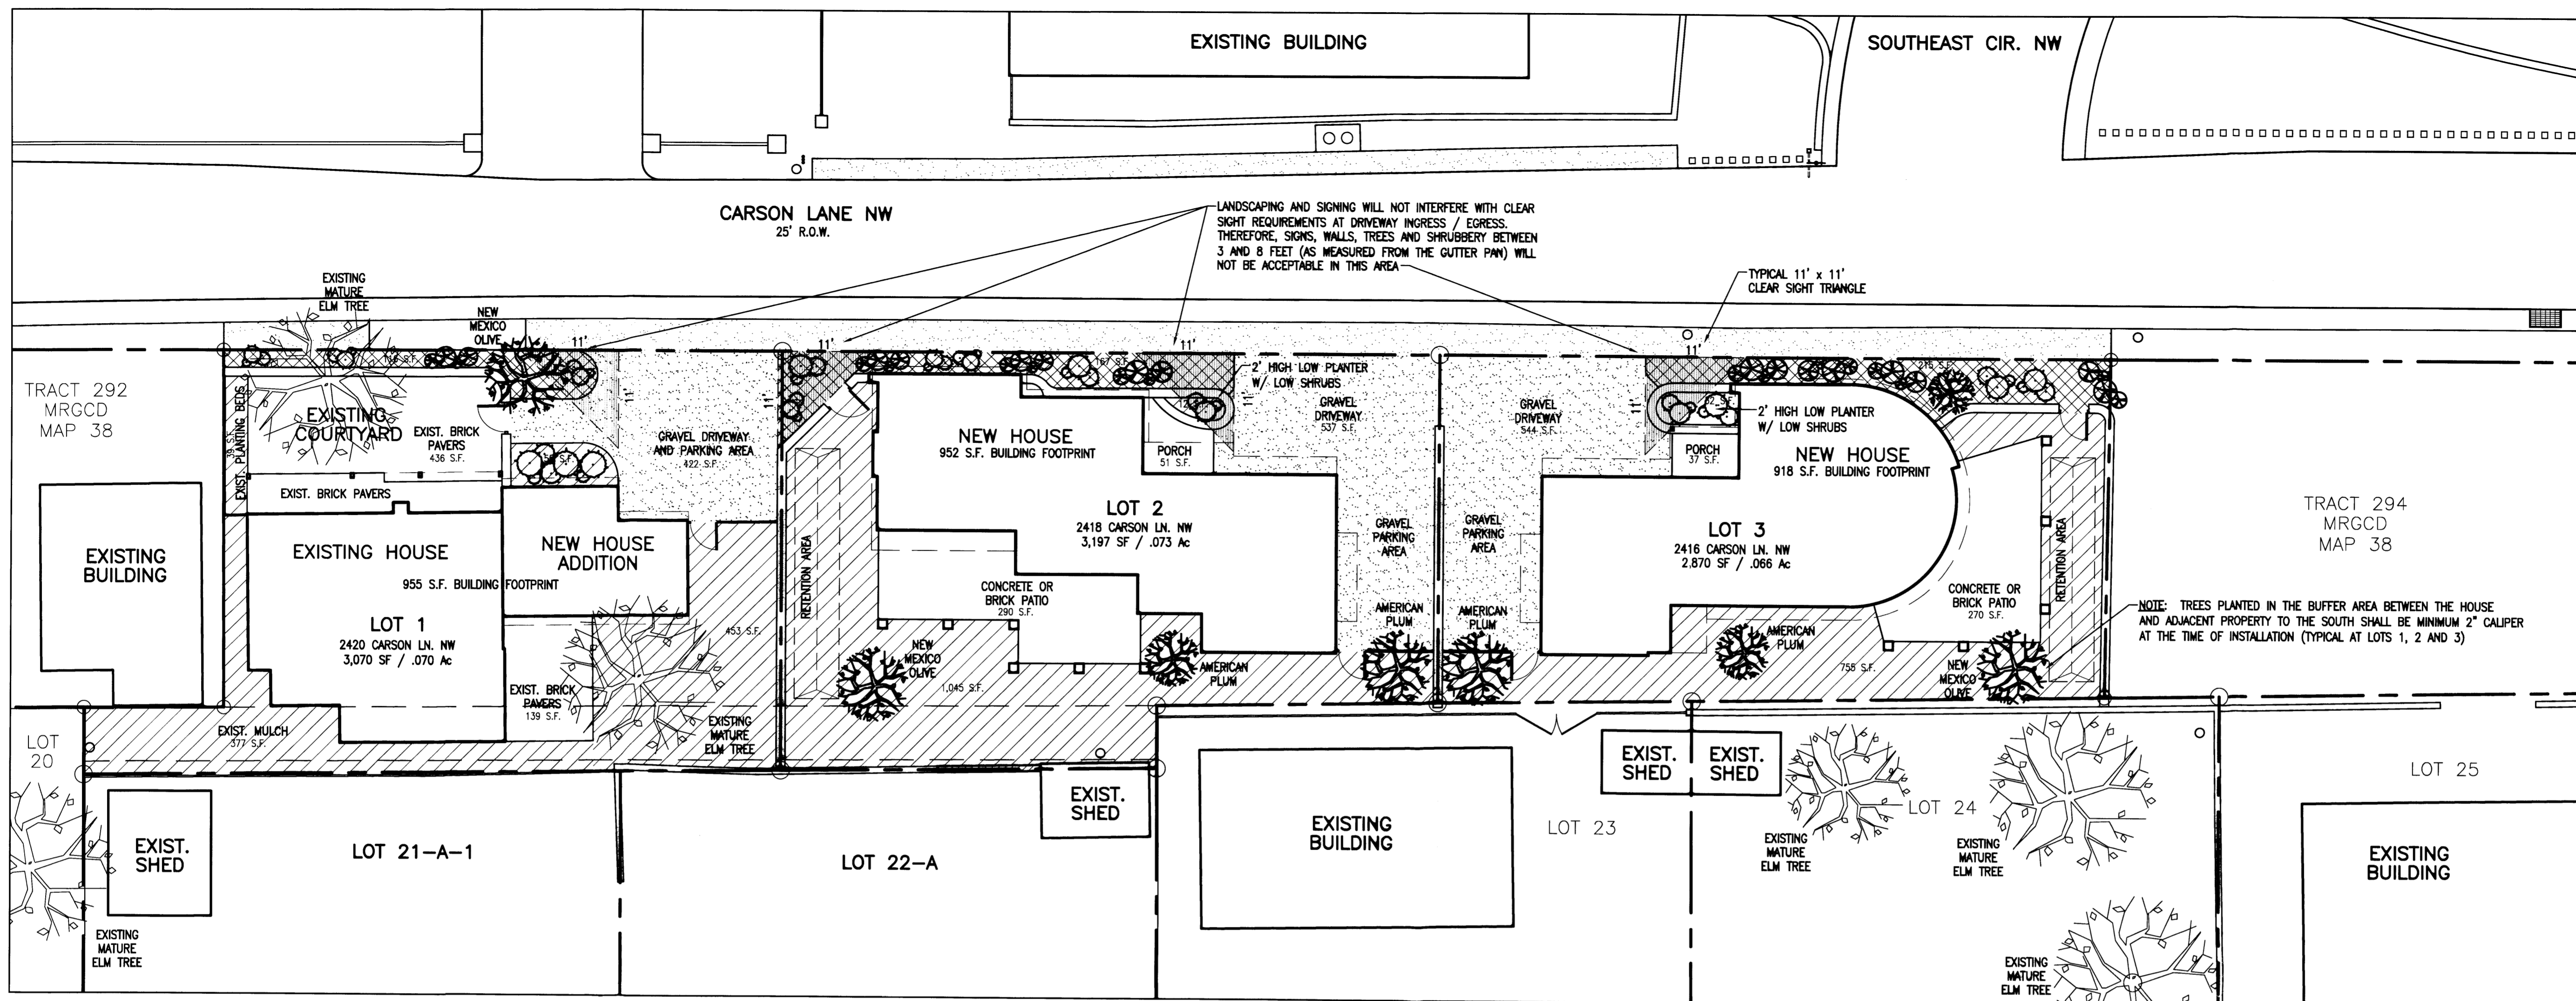 EXISTING BUILDING
SOUTHEAST CIR. NW
CARSON LANE NW
25' R.O.W.
LANDSCAPING AND SIGNING WILL NOT INTERFERE WITH CLEAR
SIGHT REQUIREMENTS AT DRIVEWAY INGRESS / EGRESS.
THEREFORE, SIGNS, WALLS, TREES AND SHRUBBERY BETWEEN
3 AND 8 FEET (AS MEASURED FROM THE GUTTER PAN) WILL
NOT BE ACCEPTABLE IN THIS AREA
TYPICAL 11' x 11'
CLEAR SIGHT TRIANGLE
EXISTING
MATURE
ELM TREE
NEW
MEXICO
OLIVE
11'
11'
11'
11'
11'
11'
11'
11'
TRACT 292
MRGCD
MAP 38
EXIST. PLANTING BEDS
EXISTING
COURTYARD
EXIST. BRICK
PAVERS
436 S.F.
EXIST. BRICK PAVERS
GRAVEL DRIVEWAY
AND PARKING AREA
422 S.F.
EXISTING
BUILDING
EXISTING HOUSE
NEW HOUSE
ADDITION
955 S.F. BUILDING FOOTPRINT
LOT 1
2420 CARSON LN. NW
3,070 SF / .070 Ac
453 S.F.
EXIST. BRICK
PAVERS
139 S.F.
EXISTING
MATURE
ELM TREE
EXIST. MULCH
377 S.F.
RETENTION AREA
NEW HOUSE
952 S.F. BUILDING FOOTPRINT
PORCH
51 S.F.
2' HIGH LOW PLANTER
W/ LOW SHRUBS
GRAVEL
DRIVEWAY
537 S.F.
LOT 2
2418 CARSON LN. NW
3,197 SF / .073 Ac
GRAVEL
PARKING
AREA
CONCRETE OR
BRICK PATIO
290 S.F.
NEW
MEXICO
OLIVE
1,045 S.F.
AMERICAN
PLUM
AMERICAN
PLUM
GRAVEL
DRIVEWAY
544 S.F.
GRAVEL
PARKING
AREA
AMERICAN
PLUM
2' HIGH LOW PLANTER
W/ LOW SHRUBS
PORCH
37 S.F.
215 S.F.
NEW HOUSE
918 S.F. BUILDING FOOTPRINT
LOT 3
2416 CARSON LN. NW
2,870 SF / .066 Ac
AMERICAN
PLUM
755 S.F.
CONCRETE OR
BRICK PATIO
270 S.F.
NEW
MEXICO
OLIVE
RETENTION AREA
TRACT 294
MRGCD
MAP 38
NOTE: TREES PLANTED IN THE BUFFER AREA BETWEEN THE HOUSE
AND ADJACENT PROPERTY TO THE SOUTH SHALL BE MINIMUM 2" CALIPER
AT THE TIME OF INSTALLATION (TYPICAL AT LOTS 1, 2 AND 3)
LOT
20
EXIST.
SHED
LOT 21-A-1
EXISTING
MATURE
ELM TREE
LOT 22-A
EXIST.
SHED
EXISTING
BUILDING
LOT 23
EXIST.
SHED
EXIST.
SHED
LOT 24
EXISTING
MATURE
ELM TREE
EXISTING
MATURE
ELM TREE
EXISTING
MATURE
ELM TREE
LOT 25
EXISTING
BUILDING